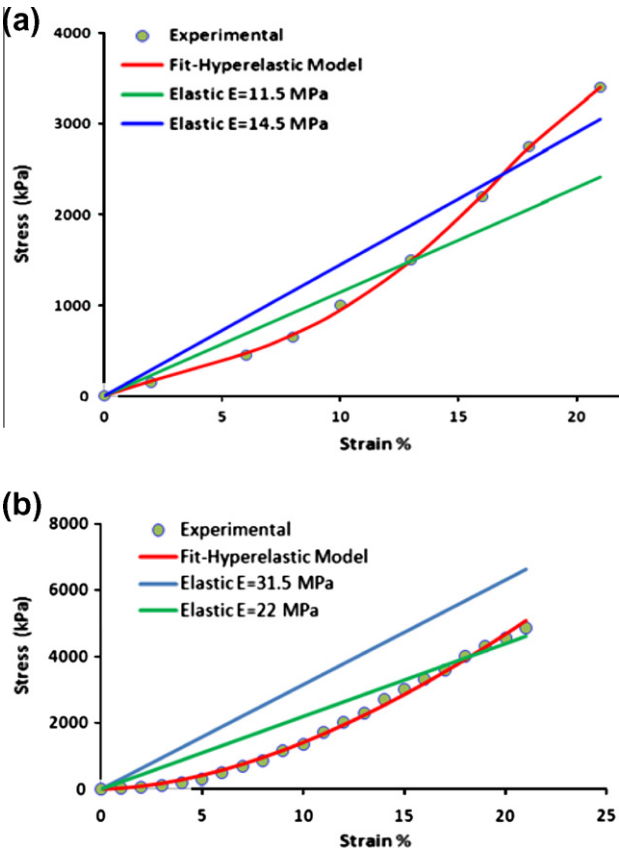 (a)
4000
3000
2000
1000
0
Stress (kPa)
Experimental
Fit-Hyperelastic Model
Elastic E=11.5 MPa
Elastic E=14.5 MPa
0 5 10 15 20
Strain %
(b)
8000
6000
4000
2000
0
Stress (kPa)
Experimental
Fit-Hyperelastic Model
Elastic E=31.5 MPa
Elastic E=22 MPa
0 5 10 15 20 25
Strain %